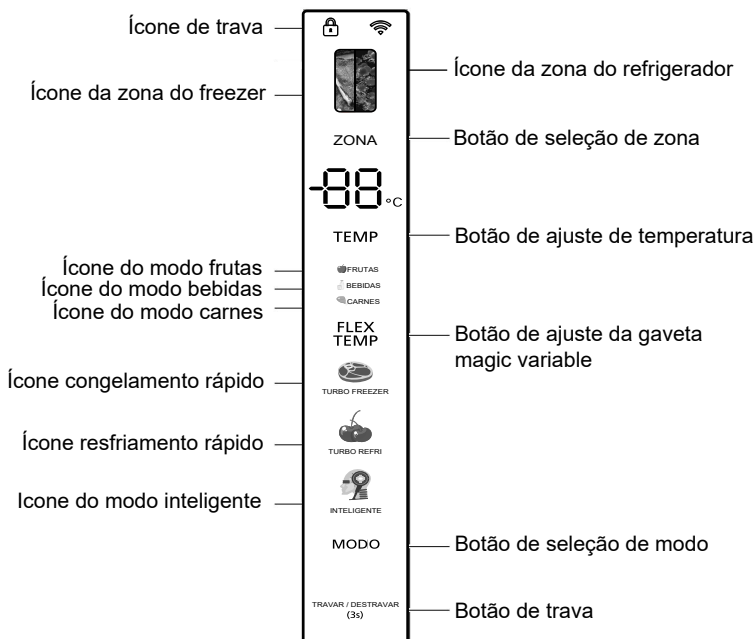 Ícone de trava
Ícone da zona do refrigerador
Ícone da zona do freezer
ZONA
Botão de seleção de zona
-88°C
TEMP
Botão de ajuste de temperatura
Ícone do modo frutas
FRUTAS
Ícone do modo bebidas
BEBIDAS
Ícone do modo carnes
CARNES
FLEX
TEMP
Botão de ajuste da gaveta
magic variable
Ícone congelamento rápido
TURBO FREEZER
Ícone resfriamento rápido
TURBO REFRI
Icone do modo inteligente
INTELIGENTE
MODO
Botão de seleção de modo
TRAVAR / DESTRAVAR
(3s)
Botão de trava